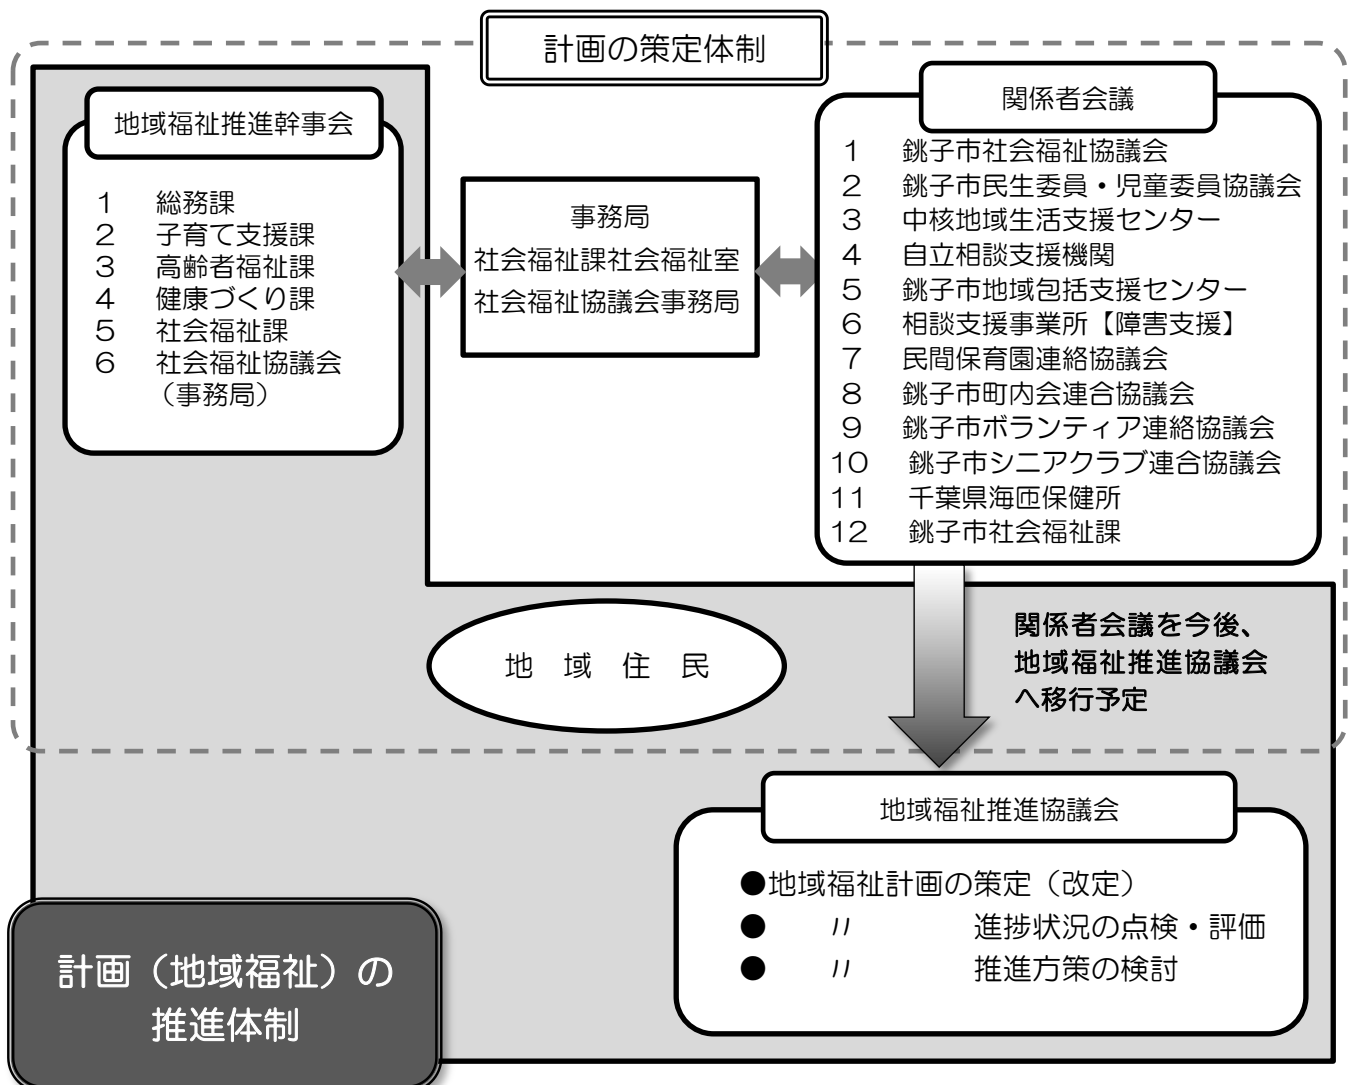 計画の策定体制
地域福祉推進幹事会
1 総務課
2 子育て支援課
3 高齢者福祉課
4 健康づくり課
5 社会福祉課
6 社会福祉協議会
（事務局）
事務局
社会福祉課社会福祉室
社会福祉協議会事務局
関係者会議
1 銚子市社会福祉協議会
2 銚子市民生委員・児童委員協議会
3 中核地域生活支援センター
4 自立相談支援機関
5 銚子市地域包括支援センター
6 相談支援事業所【障害支援】
7 民間保育園連絡協議会
8 銚子市町内会連合協議会
9 銚子市ボランティア連絡協議会
10 銚子市シニアクラブ連合協議会
11 千葉県海匝保健所
12 銚子市社会福祉課
地 域 住 民
関係者会議を今後、
地域福祉推進協議会
へ移行予定
地域福祉推進協議会
●地域福祉計画の策定（改定）
● 〃 進捗状況の点検・評価
● 〃 推進方策の検討
計画（地域福祉）の
推進体制